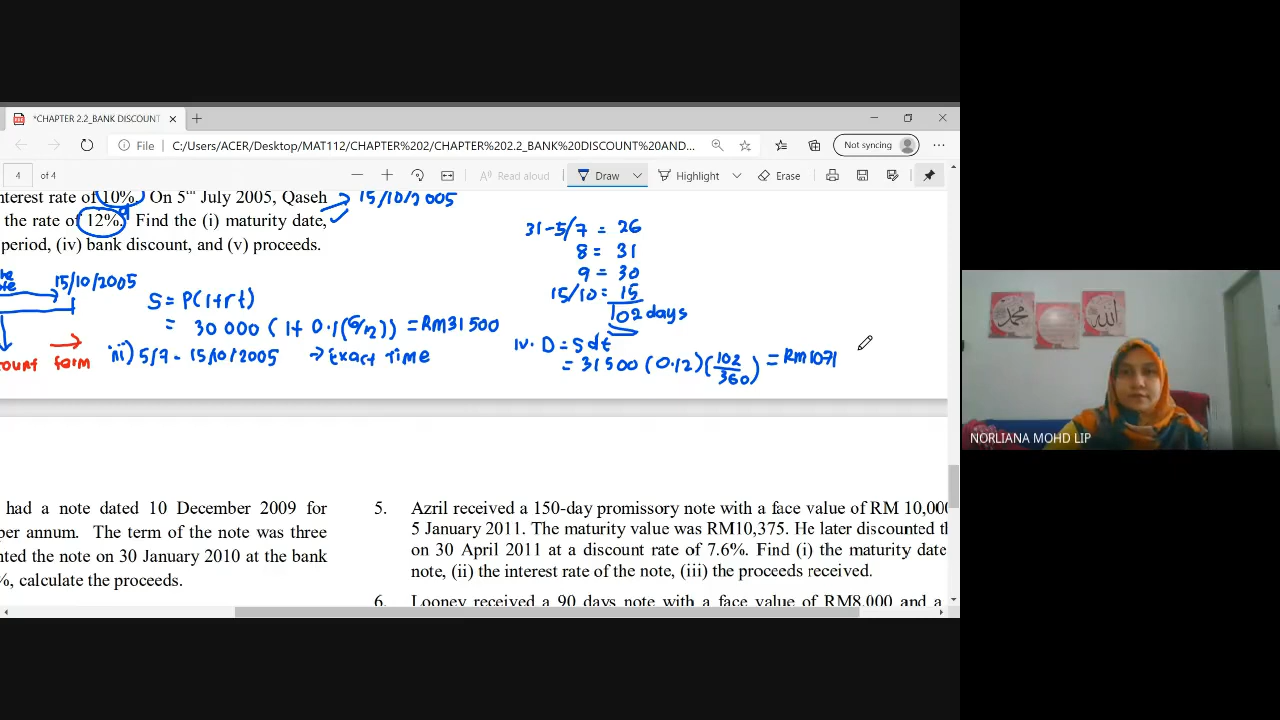 *CHAPTER 2.2_BANK DISCOUNT
File C:/Users/ACER/Desktop/MAT112/CHAPTER%202/CHAPTER%202.2_BANK%20DISCOUNT%20AND... Not syncing
4 of 4 Read aloud Draw Highlight Erase
nterest rate of 10%. On 5th July 2005, Qaseh
the rate of 12%. Find the (i) maturity date,
period, (iv) bank discount, and (v) proceeds.
15/10/2005
15/10/2005
S = P(1+rt)
= 30 000 (1+ 0.1(6/12)) = RM31 500
iii) 5/7 - 15/10/2005 → Exact Time
count farm
31-5/7 = 26
8 = 31
9 = 30
15/10 = 15
102 days
iv. D = Sdt
= 31500 (0.12) (102/360) = RM1071
had a note dated 10 December 2009 for
per annum. The term of the note was three
nted the note on 30 January 2010 at the bank
%, calculate the proceeds.
5. Azril received a 150-day promissory note with a face value of RM 10,000
5 January 2011. The maturity value was RM10,375. He later discounted th
on 30 April 2011 at a discount rate of 7.6%. Find (i) the maturity date
note, (ii) the interest rate of the note, (iii) the proceeds received.
6. Looney received a 90 days note with a face value of RM8,000 and a
NORLIANA MOHD LIP